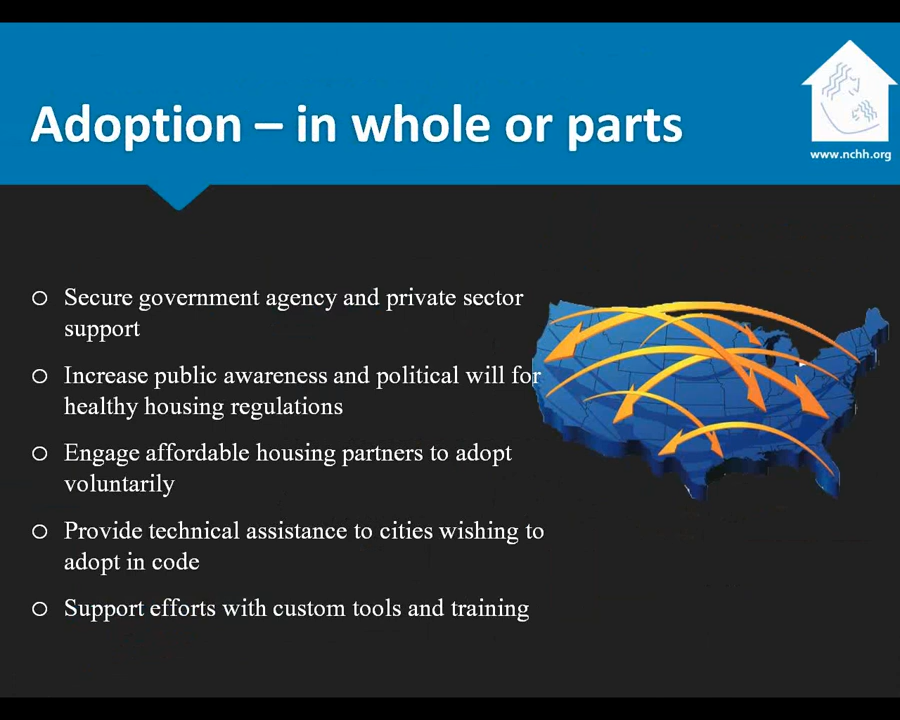 Adoption – in whole or parts
www.nchh.org
Secure government agency and private sector
support
Increase public awareness and political will for
healthy housing regulations
Engage affordable housing partners to adopt
voluntarily
Provide technical assistance to cities wishing to
adopt in code
Support efforts with custom tools and training